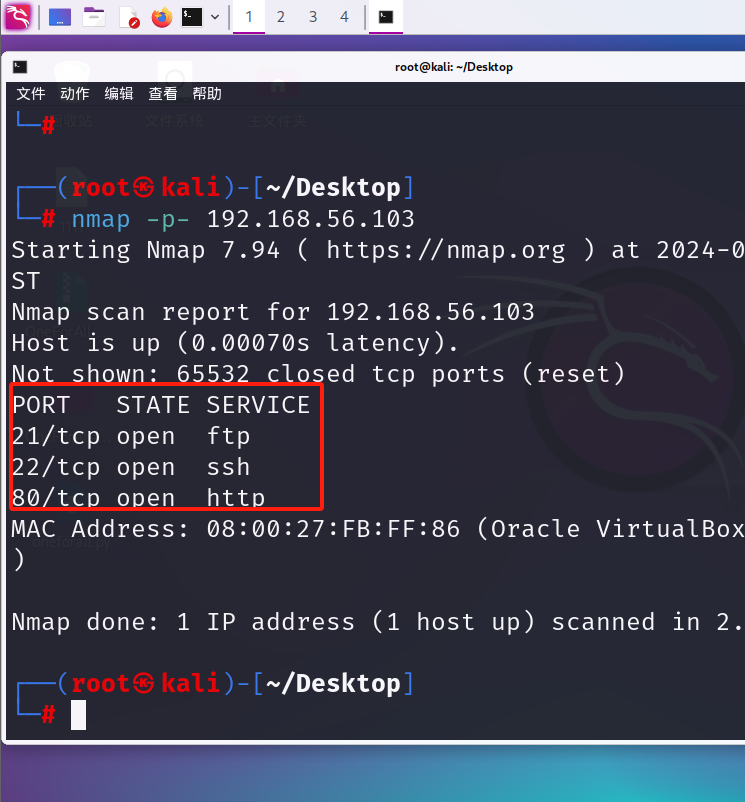 1 2 3 4
root@kali: ~/Desktop
文件 动作 编辑 查看 帮助
└─#
┌──(root㉿kali)-[~/Desktop]
└─# nmap -p- 192.168.56.103
Starting Nmap 7.94 ( https://nmap.org ) at 2024-0
ST
Nmap scan report for 192.168.56.103
Host is up (0.00070s latency).
Not shown: 65532 closed tcp ports (reset)
PORT   STATE SERVICE
21/tcp open  ftp
22/tcp open  ssh
80/tcp open  http
MAC Address: 08:00:27:FB:FF:86 (Oracle VirtualBox
)
Nmap done: 1 IP address (1 host up) scanned in 2.
┌──(root㉿kali)-[~/Desktop]
└─#